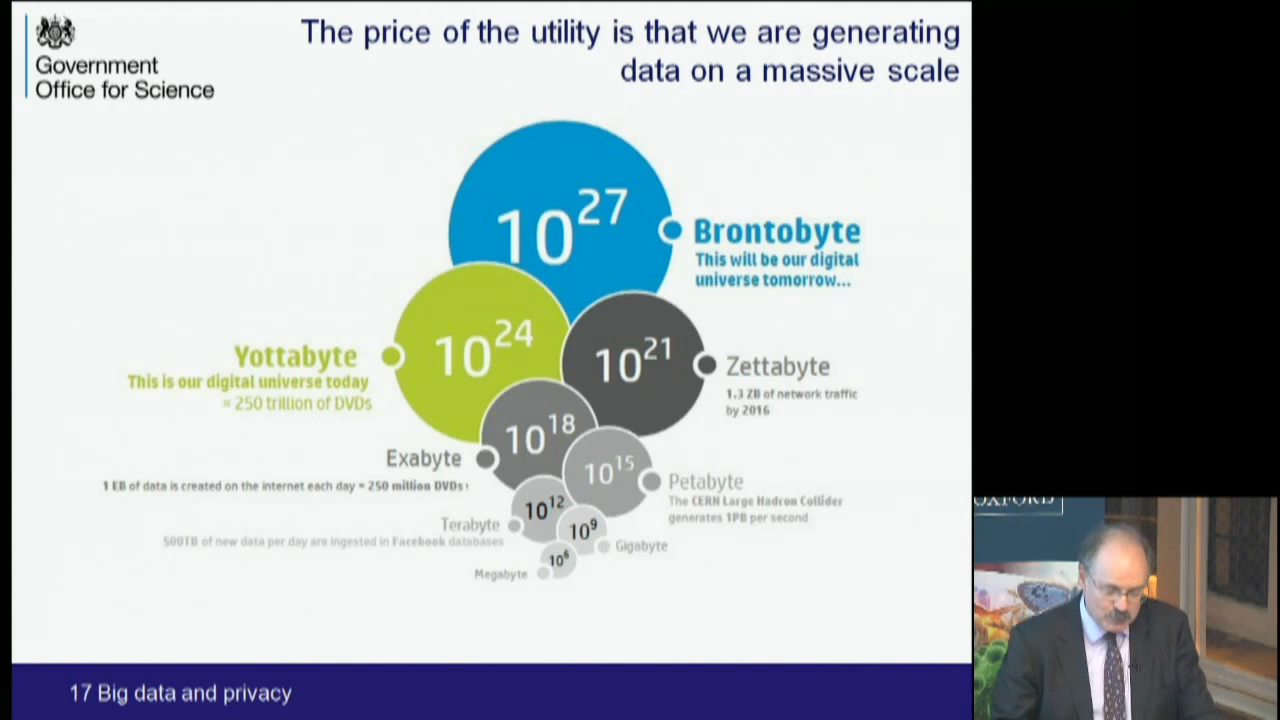 Government
Office for Science
The price of the utility is that we are generating
data on a massive scale
10^27
Brontobyte
This will be our digital
universe tomorrow...
10^24
Yottabyte
This is our digital universe today
= 250 trillion of DVDs
10^21
Zettabyte
1.3 ZB of network traffic
by 2016
10^18
Exabyte
1 EB of data is created on the internet each day = 250 million DVDs
10^15
Petabyte
The CERN Large Hadron Collider
generates 1PB per second
10^12
Terabyte
500TB of new data per day are ingested in Facebook databases
10^9
Gigabyte
10^6
Megabyte
17 Big data and privacy
OXFORD